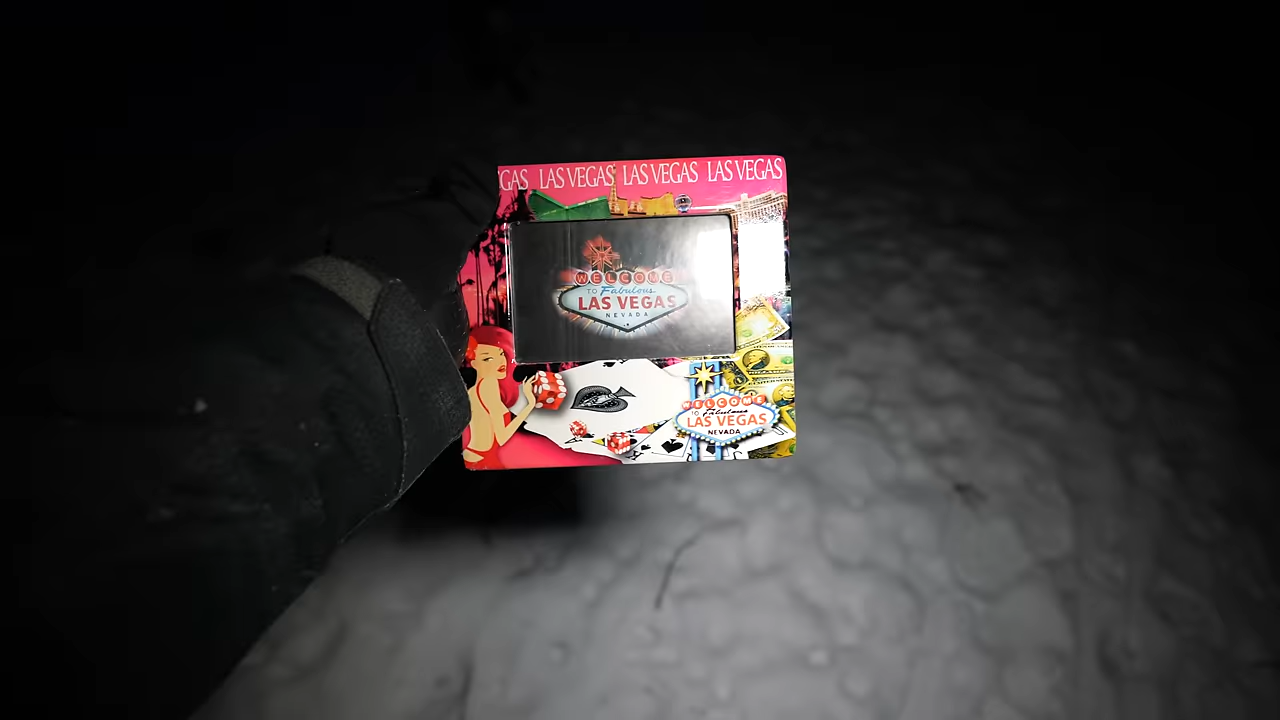 GAS LAS VEGAS LAS VEGAS LAS VEGAS
WELCOME
TO Fabulous
LAS VEGAS
NEVADA
WELCOME
TO Fabulous
LAS VEGAS
NEVADA